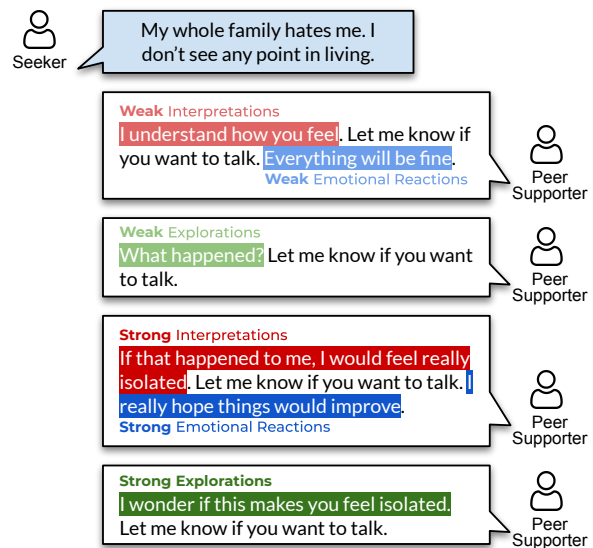 My whole family hates me. I
don't see any point in living.
Seeker
Weak Interpretations
I understand how you feel. Let me know if
you want to talk. Everything will be fine.
Weak Emotional Reactions
Peer
Supporter
Weak Explorations
What happened? Let me know if you want
to talk.
Peer
Supporter
Strong Interpretations
If that happened to me, I would feel really
isolated. Let me know if you want to talk. I
really hope things would improve.
Strong Emotional Reactions
Peer
Supporter
Strong Explorations
I wonder if this makes you feel isolated.
Let me know if you want to talk.
Peer
Supporter